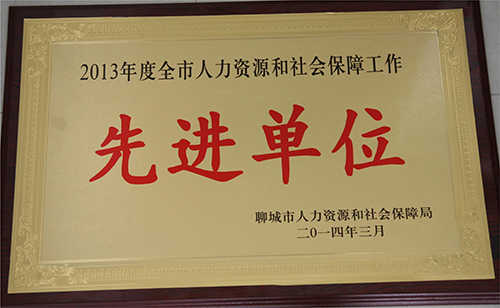 2013年度全市人力资源和社会保障工作
先进单位
聊城市人力资源和社会保障局
二〇一四年三月